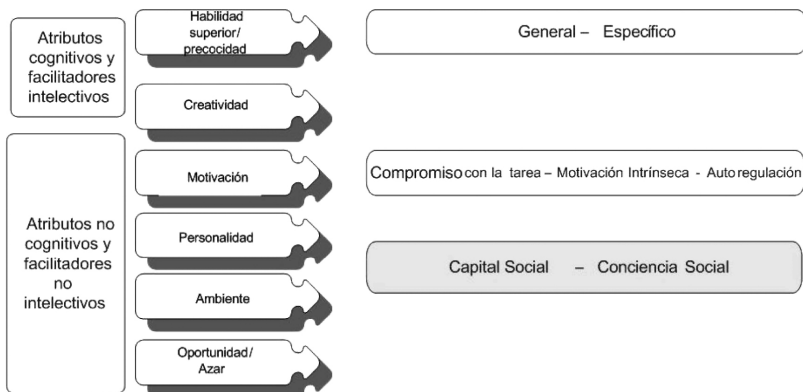 Atributos
cognitivos y
facilitadores
intelectivos
Habilidad
superior/
precocidad
General – Específico
Creatividad
Atributos no
cognitivos y
facilitadores
no
intelectivos
Motivación
Compromiso con la tarea – Motivación Intrínseca - Auto regulación
Personalidad
Capital Social – Conciencia Social
Ambiente
Oportunidad/
Azar